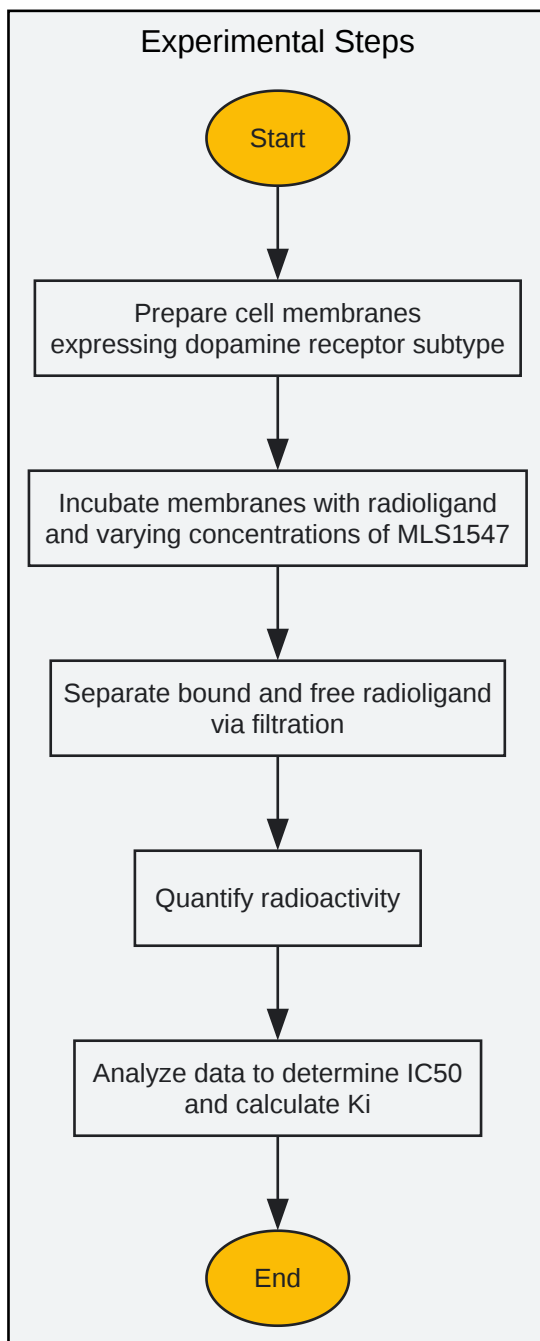 Experimental Steps
Start
Prepare cell membranes
expressing dopamine receptor subtype
Incubate membranes with radioligand
and varying concentrations of MLS1547
Separate bound and free radioligand
via filtration
Quantify radioactivity
Analyze data to determine IC50
and calculate Ki
End